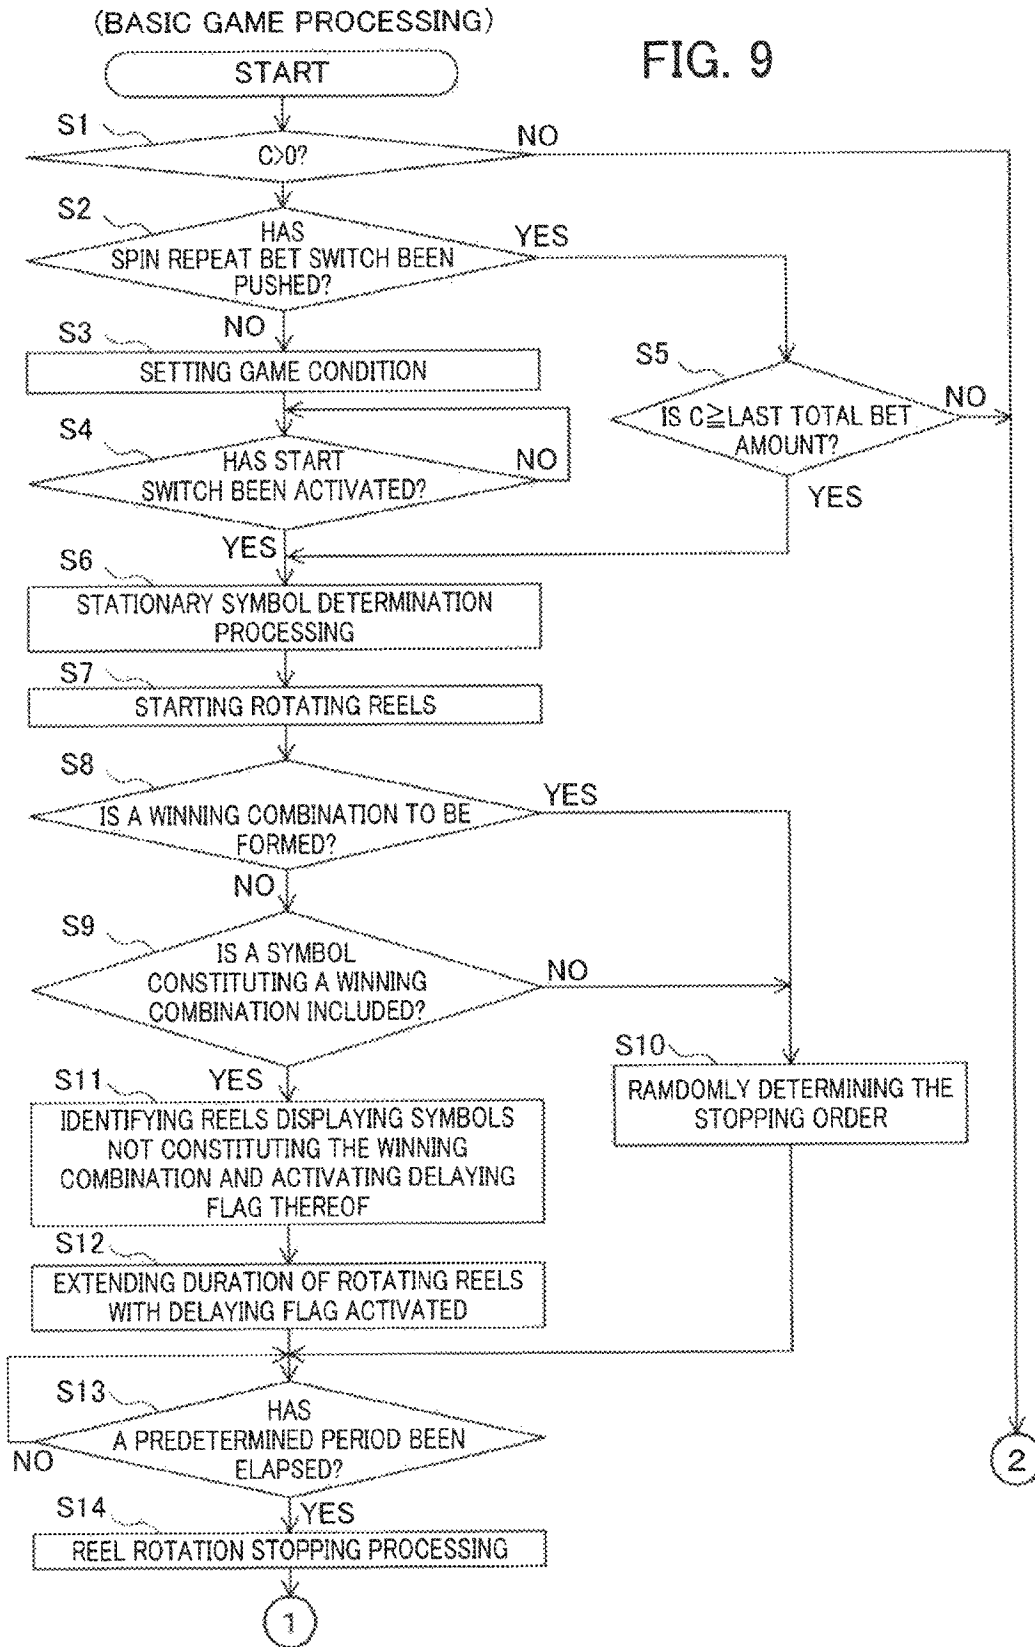 (BASIC GAME PROCESSING)
FIG. 9
START
S1
C>0?
NO
S2
HAS
SPIN REPEAT BET SWITCH BEEN
PUSHED?
YES
NO
S3
SETTING GAME CONDITION
S5
IS C≧LAST TOTAL BET
AMOUNT?
NO
YES
S4
HAS START
SWITCH BEEN ACTIVATED?
NO
YES
S6
STATIONARY SYMBOL DETERMINATION
PROCESSING
S7
STARTING ROTATING REELS
S8
IS A WINNING COMBINATION TO BE
FORMED?
YES
NO
S9
IS A SYMBOL
CONSTITUTING A WINNING
COMBINATION INCLUDED?
NO
YES
S10
RAMDOMLY DETERMINING THE
STOPPING ORDER
S11
IDENTIFYING REELS DISPLAYING SYMBOLS
NOT CONSTITUTING THE WINNING
COMBINATION AND ACTIVATING DELAYING
FLAG THEREOF
S12
EXTENDING DURATION OF ROTATING REELS
WITH DELAYING FLAG ACTIVATED
S13
HAS
A PREDETERMINED PERIOD BEEN
ELAPSED?
NO
YES
2
S14
REEL ROTATION STOPPING PROCESSING
1